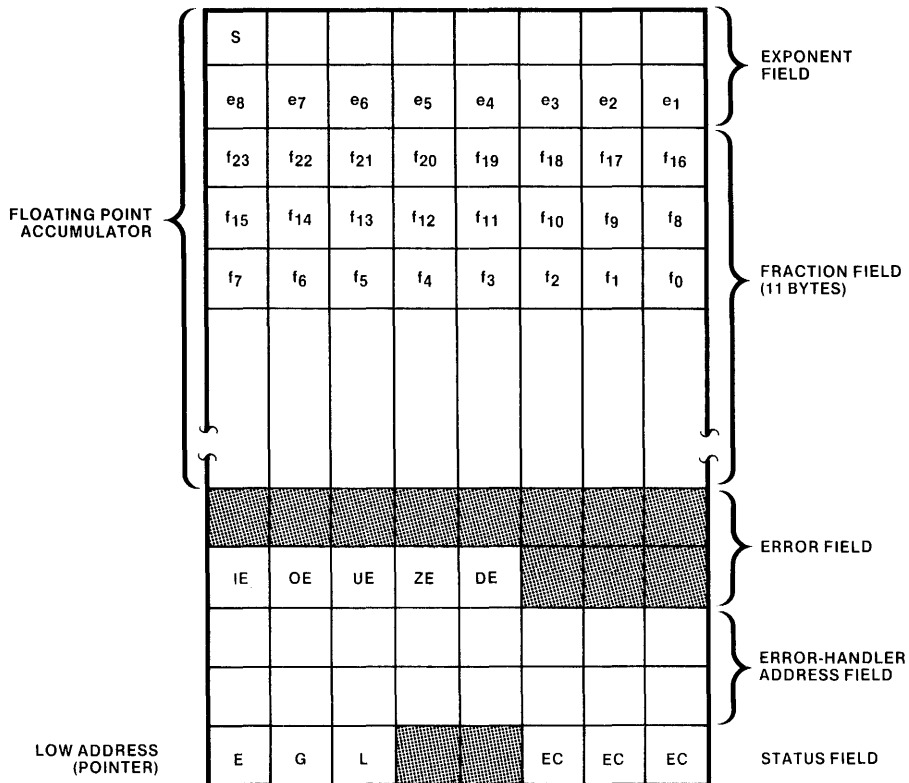 S
EXPONENT
FIELD
e8 e7 e6 e5 e4 e3 e2 e1
f23 f22 f21 f20 f19 f18 f17 f16
FLOATING POINT
ACCUMULATOR
f15 f14 f13 f12 f11 f10 f9 f8
f7 f6 f5 f4 f3 f2 f1 f0
FRACTION FIELD
(11 BYTES)
ERROR FIELD
IE OE UE ZE DE
ERROR-HANDLER
ADDRESS FIELD
LOW ADDRESS
(POINTER)
E G L EC EC EC
STATUS FIELD